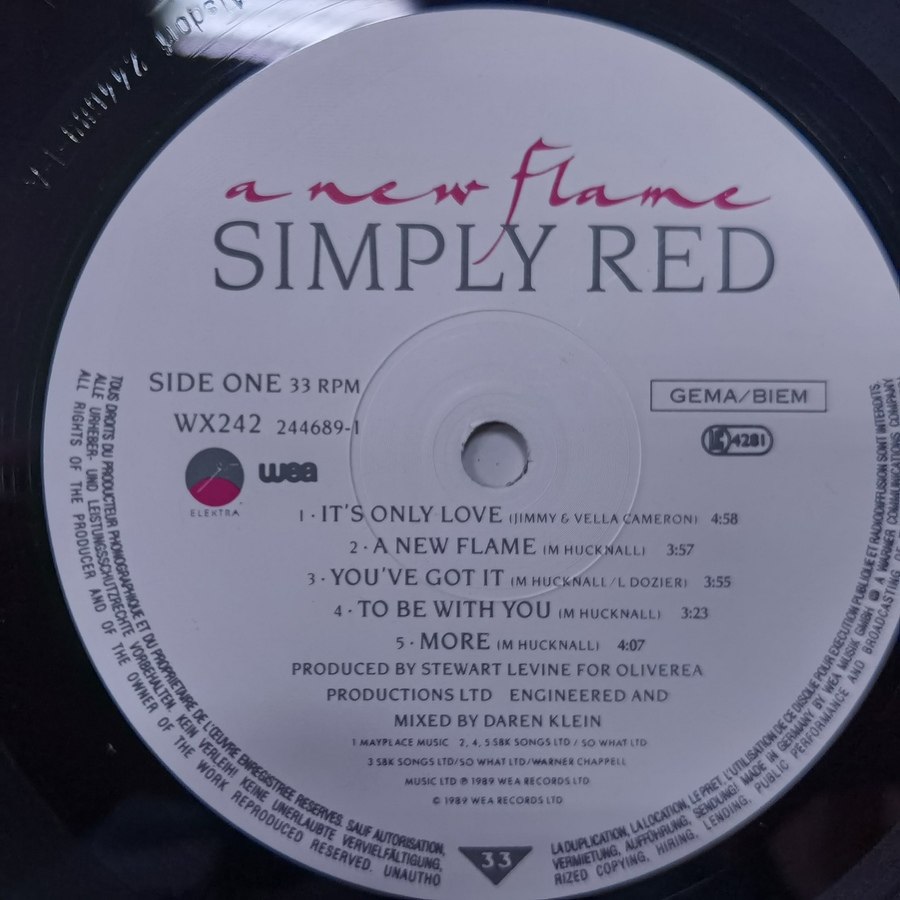 a new flame
SIMPLY RED
SIDE ONE 33 RPM
WX242 244689-1
GEMA/BIEM
LC 4281
ELEKTRA
wea
1 · IT'S ONLY LOVE (JIMMY & VELLA CAMERON) 4:58
2 · A NEW FLAME (M HUCKNALL) 3:57
3 · YOU'VE GOT IT (M HUCKNALL/L DOZIER) 3:55
4 · TO BE WITH YOU (M HUCKNALL) 3:23
5 · MORE (M HUCKNALL) 4:07
PRODUCED BY STEWART LEVINE FOR OLIVEREA
PRODUCTIONS LTD ENGINEERED AND
MIXED BY DAREN KLEIN
1 MAYPLACE MUSIC 2, 4, 5 SBK SONGS LTD / SO WHAT LTD
3 SBK SONGS LTD/SO WHAT LTD/WARNER CHAPPELL
MUSIC LTD ℗ 1989 WEA RECORDS LTD
© 1989 WEA RECORDS LTD
33
TOUS DROITS DU PRODUCTEUR PHONOGRAPHIQUE ET DU PROPRIETAIRE DE L'ŒUVRE ENREGISTREE RESERVES. SAUF AUTORISATION,
ALLE URHEBER- UND LEISTUNGSSCHUTZRECHTE VORBEHALTEN. KEIN VERLEIH! KEINE UNERLAUBTE VERVIELFÄLTIGUNG,
ALL RIGHTS OF THE PRODUCER AND OF THE OWNER OF THE WORK REPRODUCED RESERVED. UNAUTHO
LA DUPLICATION, LA LOCATION, LE PRET, L'UTILISATION DE CE DISQUE POUR EXECUTION PUBLIQUE ET RADIODIFFUSION SONT INTERDITS.
VERMIETUNG, AUFFÜHRUNG, SENDUNG! MADE IN GERMANY BY WEA MUSIK GMBH A WARNER COMMUNICATIONS COMPANY
RIZED COPYING, HIRING, LENDING, PUBLIC PERFORMANCE AND BROADCASTING OF